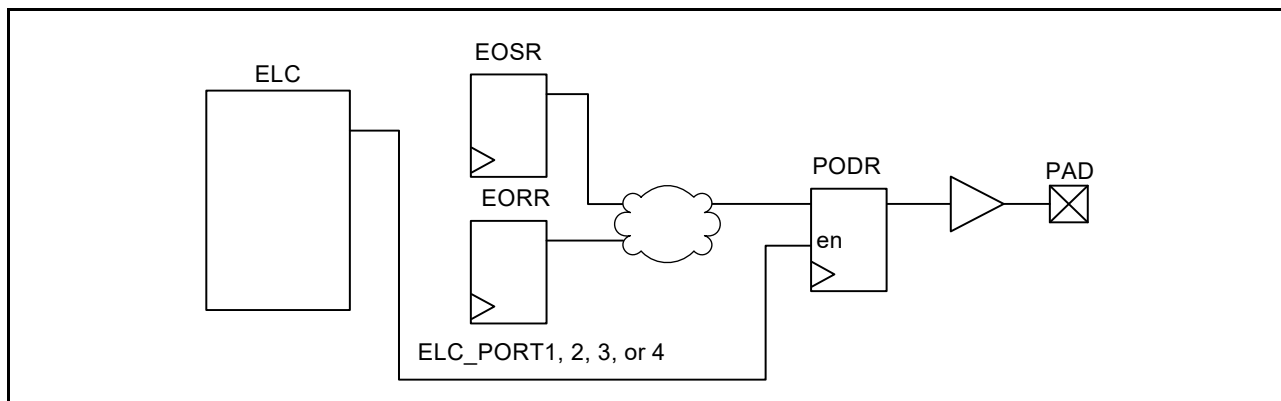 ELC
EOSR
EORR
PODR
en
PAD
ELC_PORT1, 2, 3, or 4